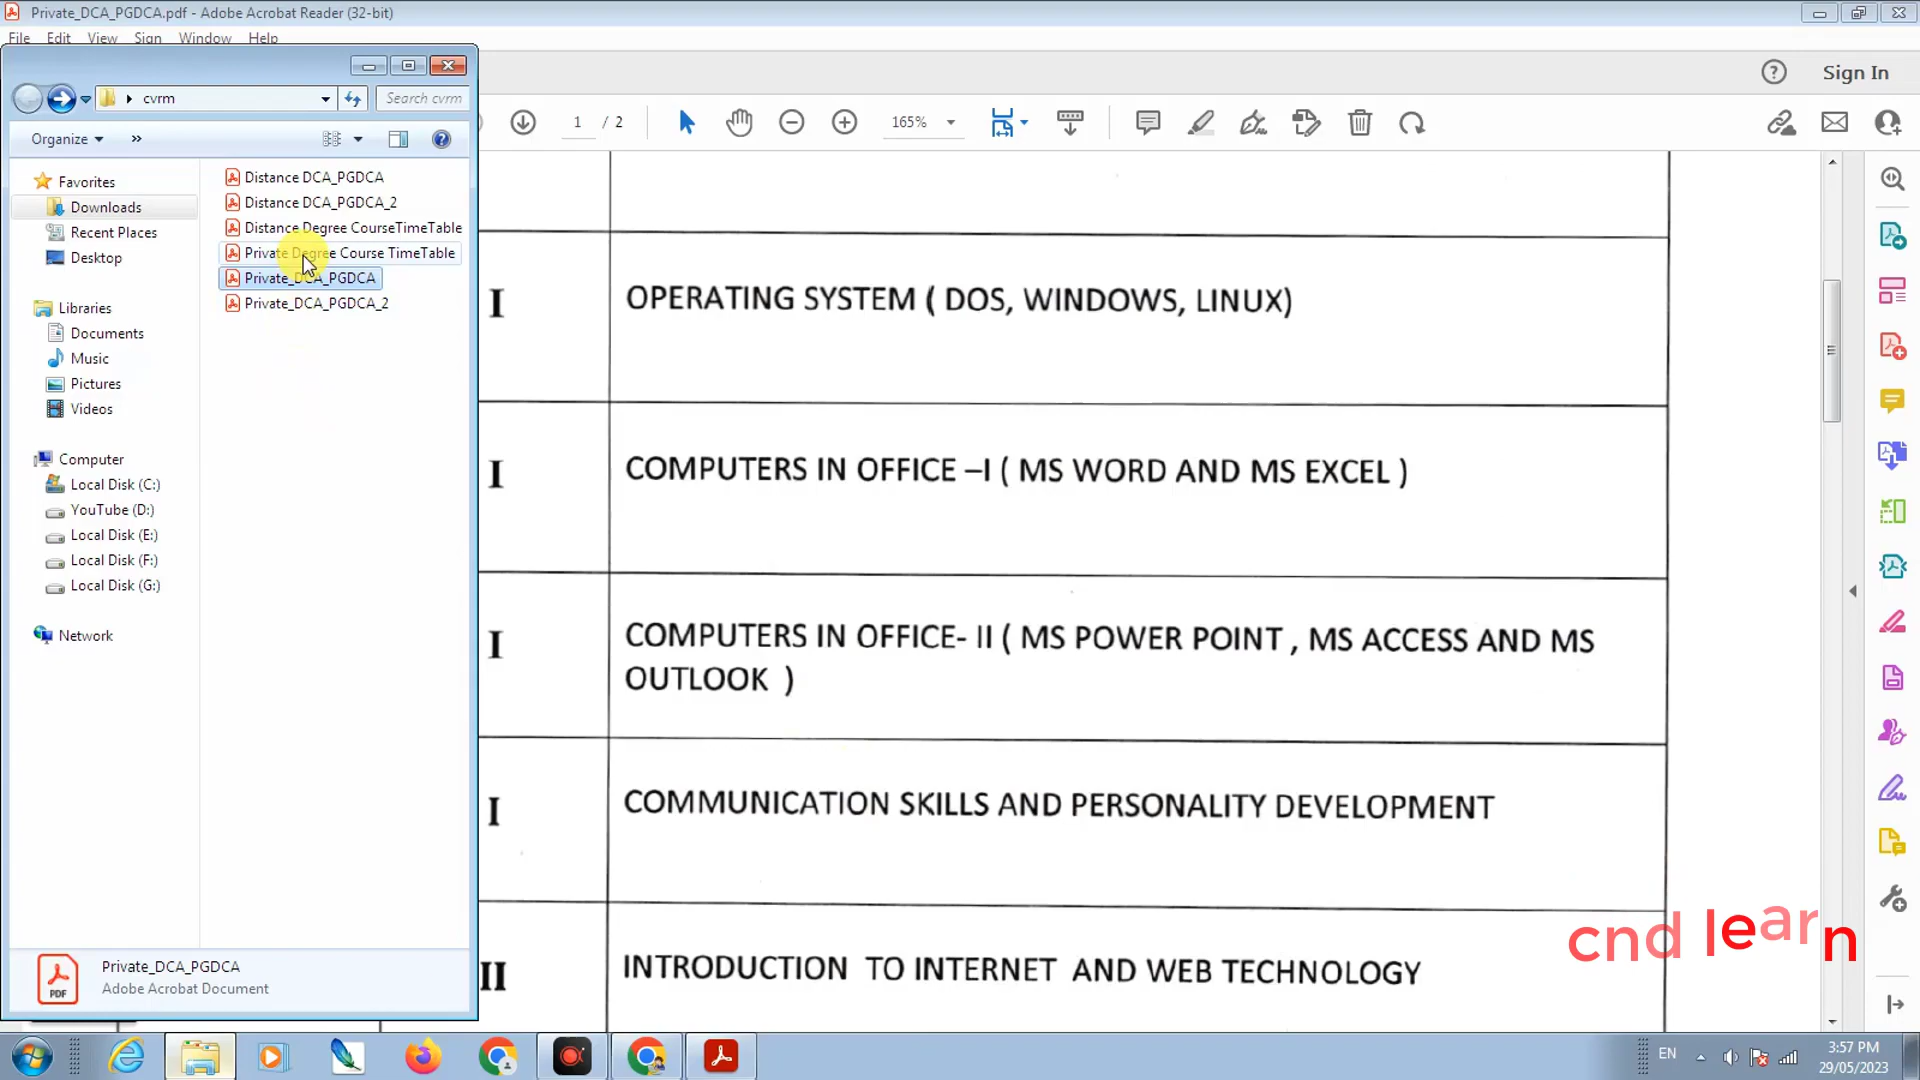 Private_DCA_PGDCA.pdf - Adobe Acrobat Reader (32-bit)
File Edit View Sign Window Help
Sign In
cvrm
Search cvrm
1 / 2
165%
Organize
»
Favorites
Downloads
Recent Places
Desktop
Libraries
Documents
Music
Pictures
Videos
Computer
Local Disk (C:)
YouTube (D:)
Local Disk (E:)
Local Disk (F:)
Local Disk (G:)
Network
Distance DCA_PGDCA
Distance DCA_PGDCA_2
Distance Degree CourseTimeTable
Private Degree Course TimeTable
Private_DCA_PGDCA
Private_DCA_PGDCA_2
Private_DCA_PGDCA
Adobe Acrobat Document
PDF
I OPERATING SYSTEM ( DOS, WINDOWS, LINUX)
I COMPUTERS IN OFFICE –I ( MS WORD AND MS EXCEL )
I COMPUTERS IN OFFICE- II ( MS POWER POINT , MS ACCESS AND MS
OUTLOOK )
I COMMUNICATION SKILLS AND PERSONALITY DEVELOPMENT
II INTRODUCTION TO INTERNET AND WEB TECHNOLOGY
cnd learn
EN
3:57 PM
29/05/2023